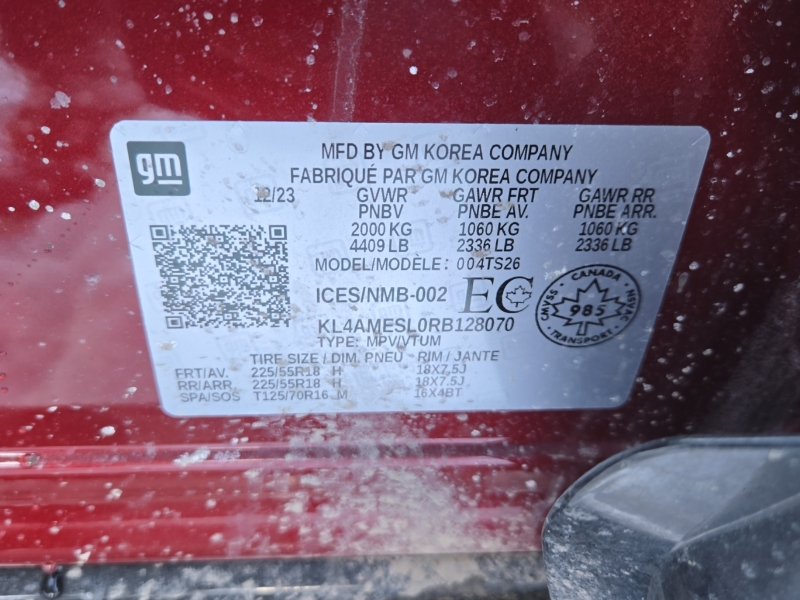 gm
MFD BY GM KOREA COMPANY
FABRIQUÉ PAR GM KOREA COMPANY
12/23 GVWR GAWR FRT GAWR RR
PNBV PNBE AV. PNBE ARR.
2000 KG 1060 KG 1060 KG
4409 LB 2336 LB 2336 LB
MODEL/MODÈLE: 004TS26
ICES/NMB-002 EC
CANADA
SSAMV 985 NSVAC
TRANSPORT
KL4AMESL0RB128070
TYPE: MPV/VTUM
TIRE SIZE / DIM. PNEU RIM / JANTE
FRT/AV. 225/55R18 H 18X7.5J
RR/ARR. 225/55R18 H 18X7.5J
SPA/SOS T125/70R16 M 16X4BT